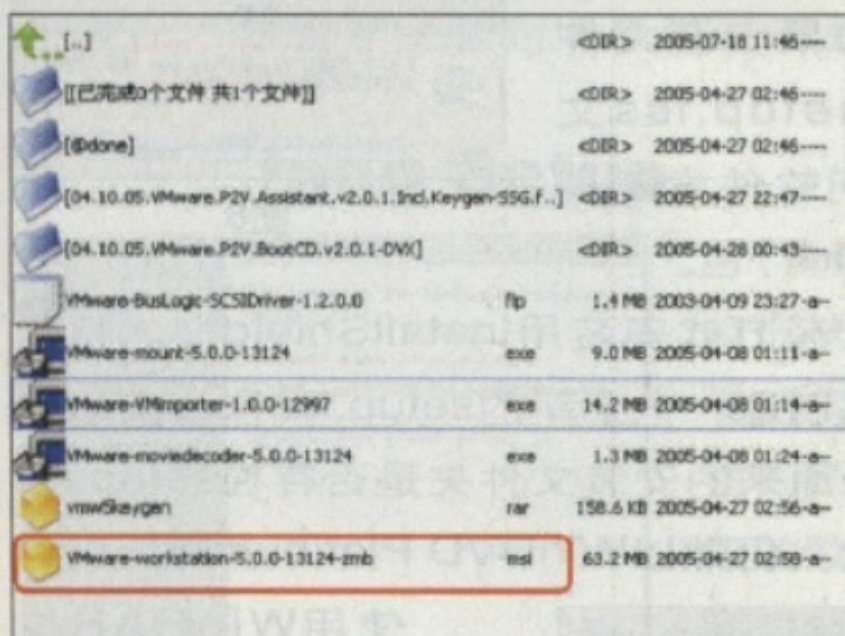 [..] <DIR> 2005-07-18 11:46----
[[已完成0个文件 共1个文件]] <DIR> 2005-04-27 02:46----
[@done] <DIR> 2005-04-27 02:46----
[04.10.05.VMware.P2V.Assistant.v2.0.1.Incl.Keygen-SSG.f..] <DIR> 2005-04-27 22:47----
[04.10.05.VMware.P2V.BootCD.v2.0.1-DVX] <DIR> 2005-04-28 00:43----
VMware-BusLogic-SCSIDriver-1.2.0.0 flp 1.4 MB 2003-04-09 23:27-a--
VMware-mount-5.0.0-13124 exe 9.0 MB 2005-04-08 01:11-a--
VMware-VMimporter-1.0.0-12997 exe 14.2 MB 2005-04-08 01:14-a--
VMware-moviedecoder-5.0.0-13124 exe 1.3 MB 2005-04-08 01:24-a--
vmw5keygen rar 158.6 KB 2005-04-27 02:56-a--
VMware-workstation-5.0.0-13124-zmb msi 63.2 MB 2005-04-27 02:58-a--